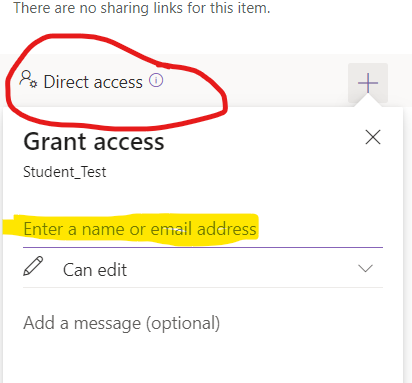 There are no sharing links for this item.
Direct access
Grant access
Student_Test
Enter a name or email address
Can edit
Add a message (optional)